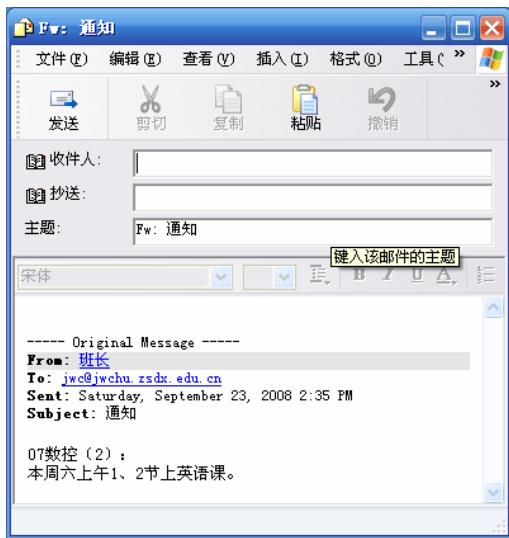 Fw: 通知
文件(F) 编辑(E) 查看(V) 插入(I) 格式(O) 工具( »
发送 剪切 复制 粘贴 撤销 »
收件人:
抄送:
主题: Fw: 通知
键入该邮件的主题
宋体 B I U A
----- Original Message -----
From: 班长
To: jwc@jwchu.zsdx.edu.cn
Sent: Saturday, September 23, 2008 2:35 PM
Subject: 通知
07数控（2）:
本周六上午1、2节上英语课。